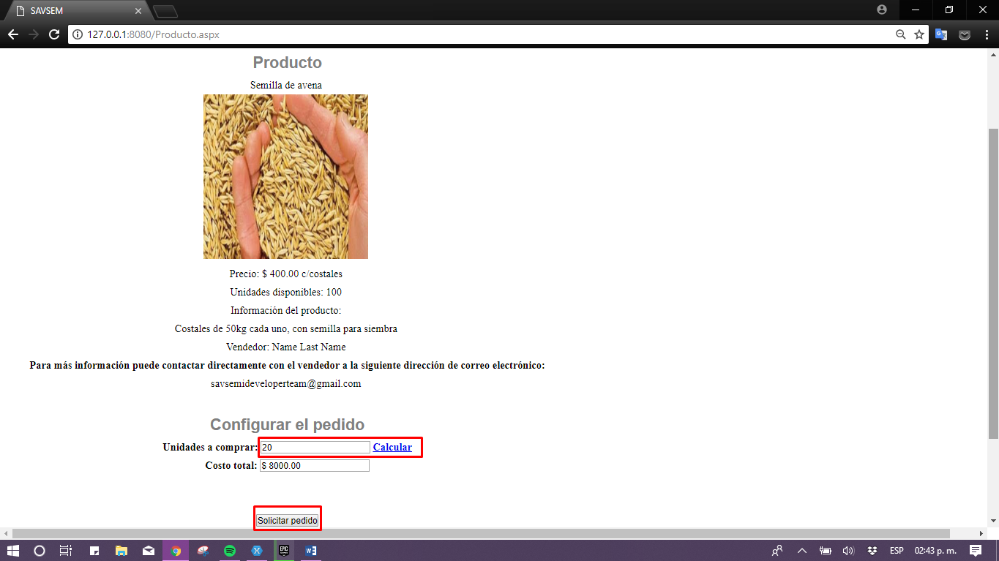 SAVSEM
127.0.0.1:8080/Producto.aspx
Producto
Semilla de avena
Precio: $ 400.00 c/costales
Unidades disponibles: 100
Información del producto:
Costales de 50kg cada uno, con semilla para siembra
Vendedor: Name Last Name
Para más información puede contactar directamente con el vendedor a la siguiente dirección de correo electrónico:
savsemideveloperteam@gmail.com
Configurar el pedido
Unidades a comprar: 20 Calcular
Costo total: $ 8000.00
Solicitar pedido
EPIC
ESP 02:43 p. m.